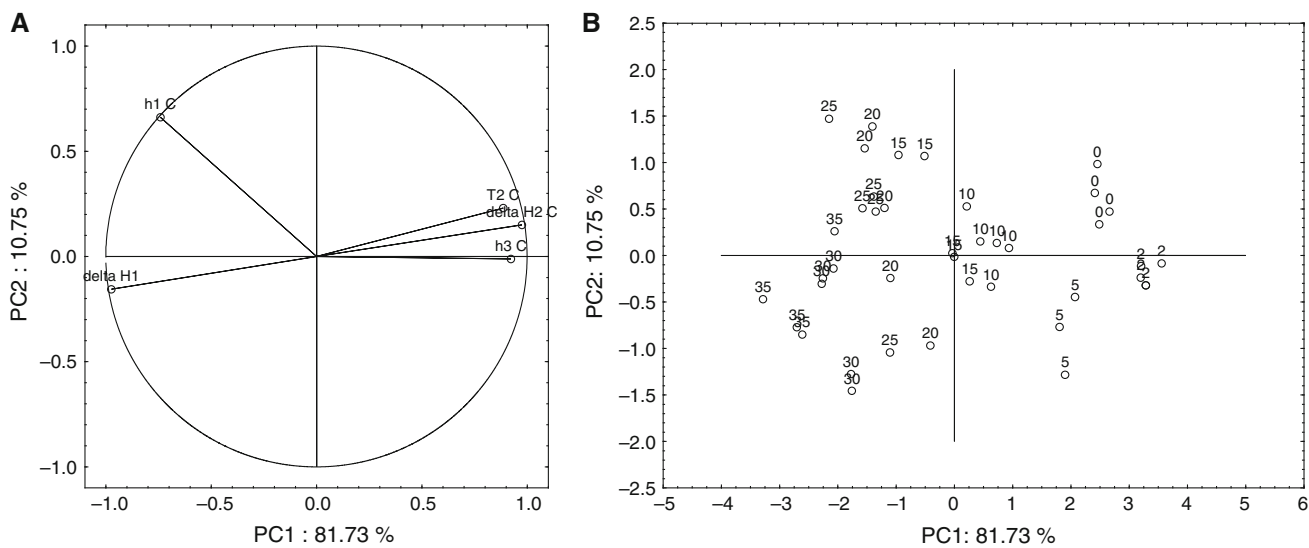 A
1.0
0.5
0.0
−0.5
−1.0
PC2 : 10.75 %
h1 C
T2 C
delta H2 C
h3 C
delta H1
−1.0 −0.5 0.0 0.5 1.0
PC1 : 81.73 %
B
2.5
2.0
1.5
1.0
0.5
0.0
−0.5
−1.0
−1.5
−2.0
−2.5
PC2: 10.75 %
25 20
20 15 15 0
0
25 10 0
25 20 0
35
10 10 10
15
30 2 2
30 20 15 10 2
30
35 5
35 5
35
25 20
5
30
30
−5 −4 −3 −2 −1 0 1 2 3 4 5 6
PC1: 81.73 %